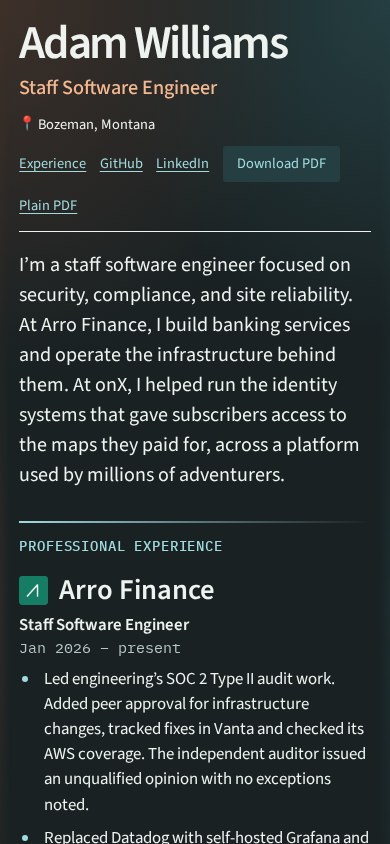 Adam Williams
Staff Software Engineer
📍 Bozeman, Montana
Experience GitHub LinkedIn Download PDF
Plain PDF
I’m a staff software engineer focused on
security, compliance, and site reliability.
At Arro Finance, I build banking services
and operate the infrastructure behind
them. At onX, I helped run the identity
systems that gave subscribers access to
the maps they paid for, across a platform
used by millions of adventurers.
PROFESSIONAL EXPERIENCE
Arro Finance
Staff Software Engineer
Jan 2026 – present
• Led engineering’s SOC 2 Type II audit work.
Added peer approval for infrastructure
changes, tracked fixes in Vanta and checked its
AWS coverage. The independent auditor issued
an unqualified opinion with no exceptions
noted.
• Replaced Datadog with self-hosted Grafana and